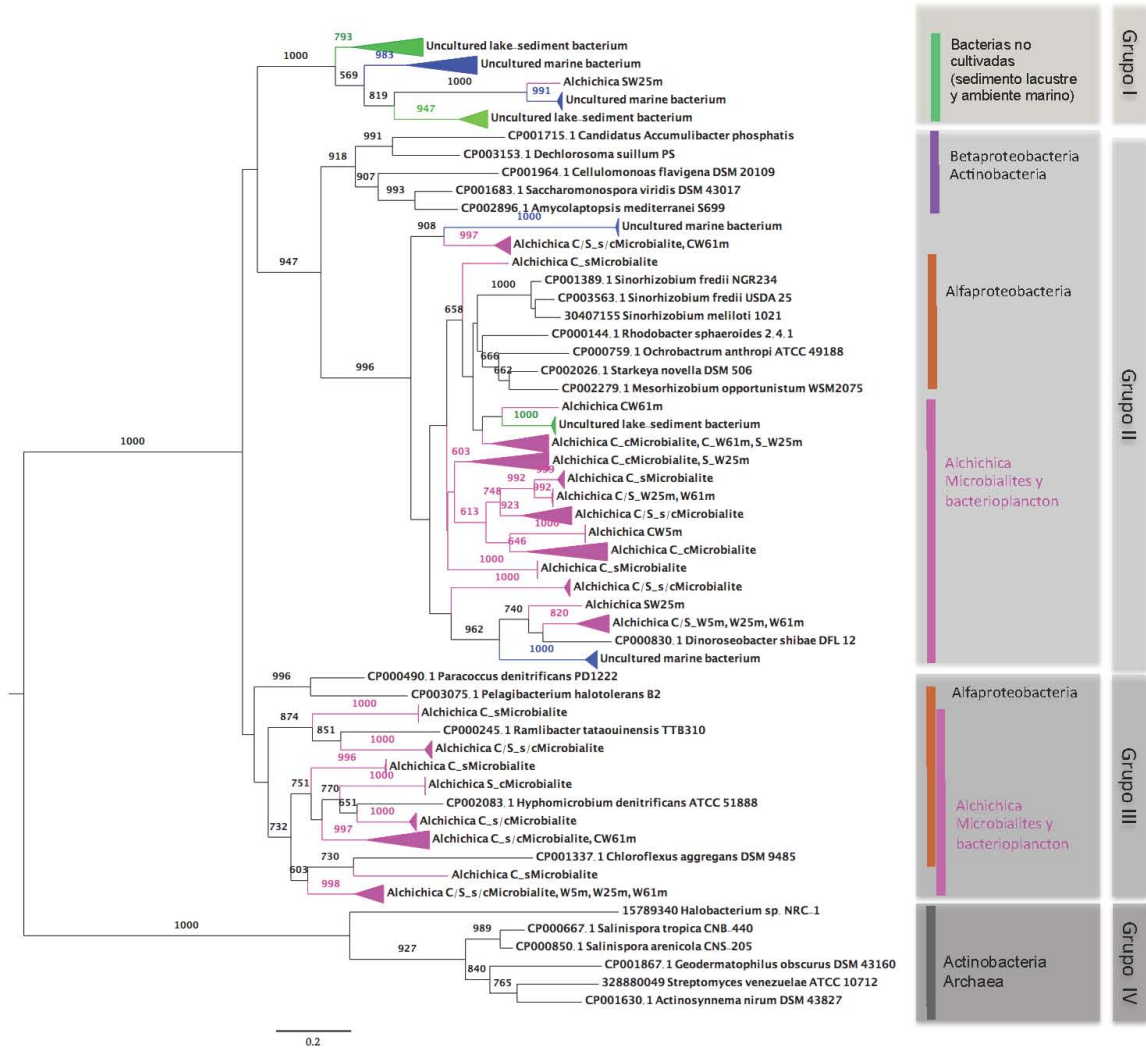 793
Uncultured lake-sediment bacterium
1000
983
Uncultured marine bacterium
569
1000
Alchichica SW25m
819
991
Uncultured marine bacterium
947
Uncultured lake-sediment bacterium
991
CP001715.1 Candidatus Accumulibacter phosphatis
918
CP003153.1 Dechlorosoma suillum PS
907
CP001964.1 Cellulomonoas flavigena DSM 20109
993
CP001683.1 Saccharomonospora viridis DSM 43017
CP002896.1 Amycolaptopsis mediterranei S699
947
908
1000
Uncultured marine bacterium
997
Alchichica C/S_s/cMicrobialite, CW61m
Alchichica C_sMicrobialite
996
658
1000
CP001389.1 Sinorhizobium fredii NGR234
CP003563.1 Sinorhizobium fredii USDA 25
30407155 Sinorhizobium meliloti 1021
CP000144.1 Rhodobacter sphaeroides 2.4.1
666
CP000759.1 Ochrobactrum anthropi ATCC 49188
662
CP002026.1 Starkeya novella DSM 506
CP002279.1 Mesorhizobium opportunistum WSM2075
Alchichica CW61m
1000
Uncultured lake-sediment bacterium
Alchichica C_cMicrobialite, C_W61m, S_W25m
603
Alchichica C_cMicrobialite, S_W25m
992
Alchichica C_sMicrobialite
748
992
Alchichica C/S_W25m, W61m
613
923
Alchichica C/S_s/cMicrobialite
1000
Alchichica CW5m
646
Alchichica C_cMicrobialite
1000
Alchichica C_sMicrobialite
1000
Alchichica C/S_s/cMicrobialite
740
Alchichica SW25m
820
Alchichica C/S_W5m, W25m, W61m
962
CP000830.1 Dinoroseobacter shibae DFL 12
1000
Uncultured marine bacterium
1000
996
CP000490.1 Paracoccus denitrificans PD1222
CP003075.1 Pelagibacterium halotolerans B2
874
1000
Alchichica C_sMicrobialite
851
CP000245.1 Ramlibacter tataouinensis TTB310
1000
Alchichica C/S_s/cMicrobialite
996
Alchichica C_sMicrobialite
751
770
1000
Alchichica S_cMicrobialite
651
CP002083.1 Hyphomicrobium denitrificans ATCC 51888
1000
Alchichica C_s/cMicrobialite
732
997
Alchichica C_s/cMicrobialite, CW61m
730
CP001337.1 Chloroflexus aggregans DSM 9485
603
Alchichica C_sMicrobialite
998
Alchichica C/S_s/cMicrobialite, W5m, W25m, W61m
1000
15789340 Halobacterium sp. NRC-1
989
CP000667.1 Salinispora tropica CNB-440
927
CP000850.1 Salinispora arenicola CNS-205
840
CP001867.1 Geodermatophilus obscurus DSM 43160
765
328880049 Streptomyces venezuelae ATCC 10712
CP001630.1 Actinosynnema nirum DSM 43827
0.2
Bacterias no
cultivadas
(sedimento lacustre
y ambiente marino)
Grupo I
Betaproteobacteria
Actinobacteria
Alfaproteobacteria
Alchichica
Microbialites y
bacterioplancton
Grupo II
Alfaproteobacteria
Alchichica
Microbialites y
bacterioplancton
Grupo III
Actinobacteria
Archaea
Grupo IV